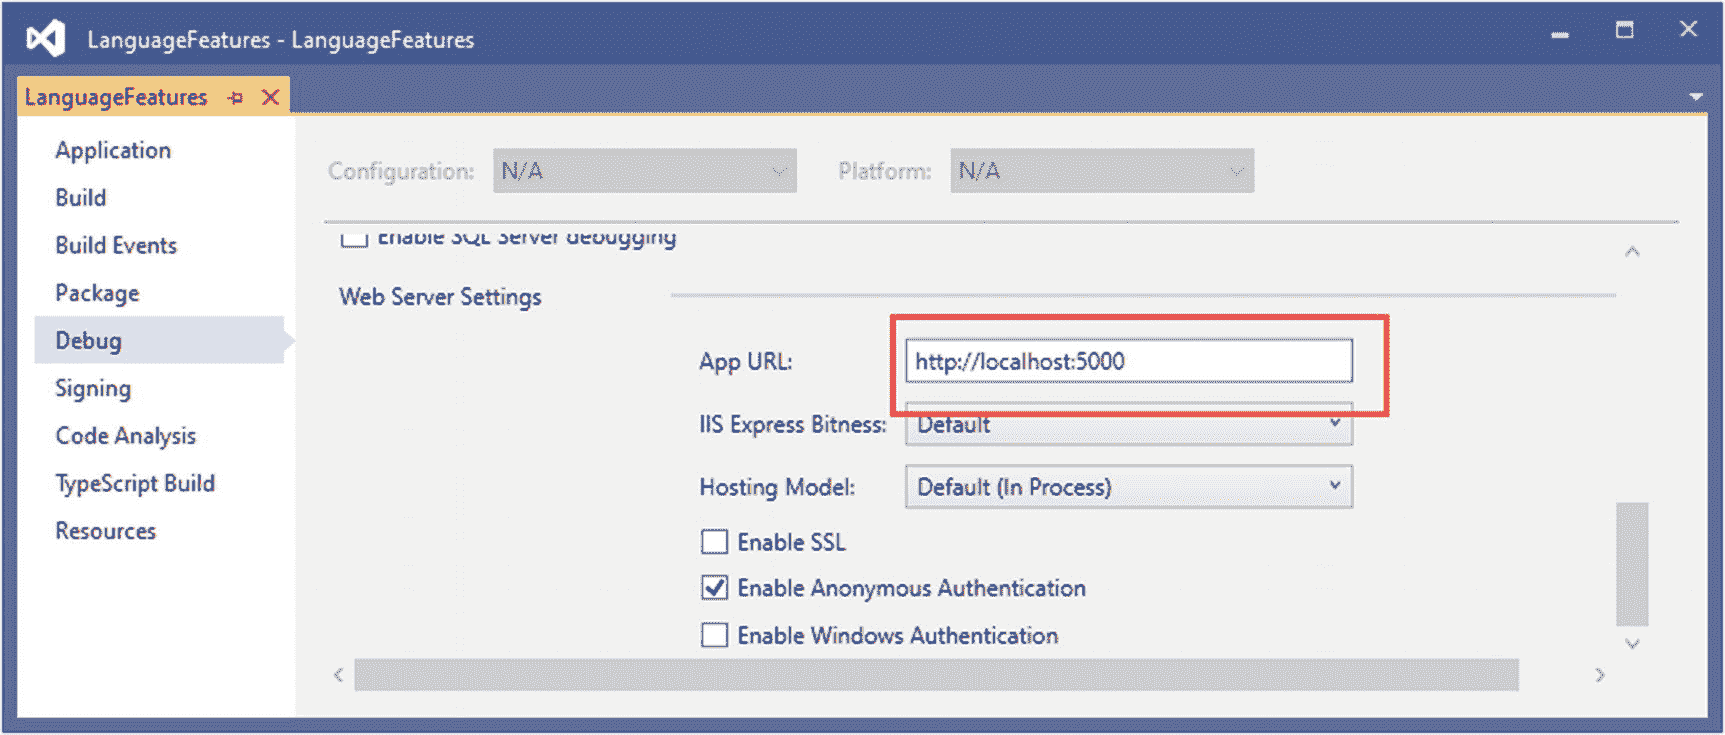 LanguageFeatures - LanguageFeatures
LanguageFeatures
Application
Build
Build Events
Package
Debug
Signing
Code Analysis
TypeScript Build
Resources
Configuration: N/A Platform: N/A
Enable SQL Server debugging
Web Server Settings
App URL: http://localhost:5000
IIS Express Bitness: Default
Hosting Model: Default (In Process)
Enable SSL
Enable Anonymous Authentication
Enable Windows Authentication